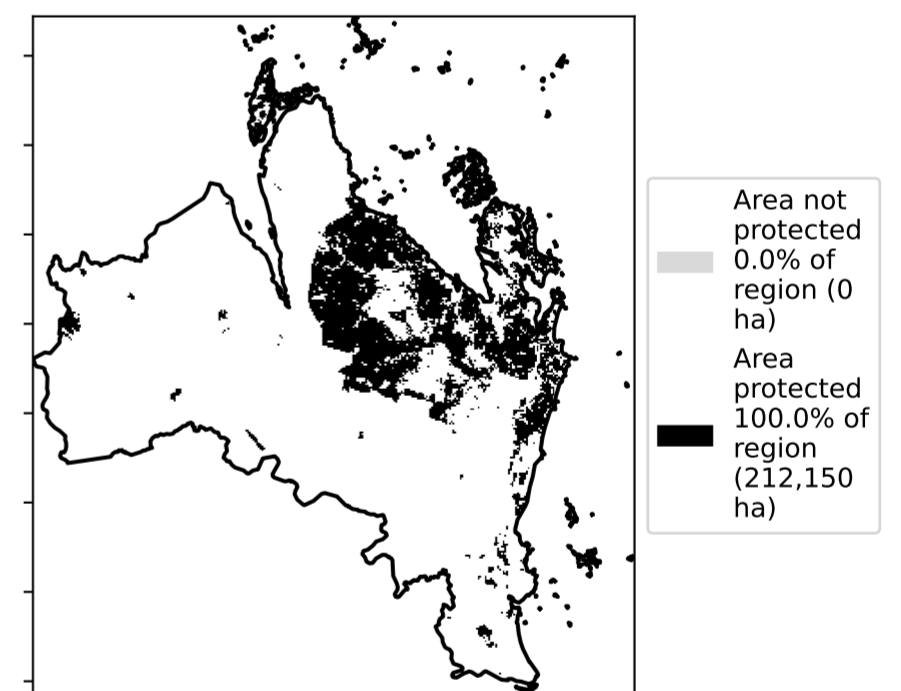 Area not
protected
0.0% of
region (0
ha)
Area
protected
100.0% of
region
(212,150
ha)